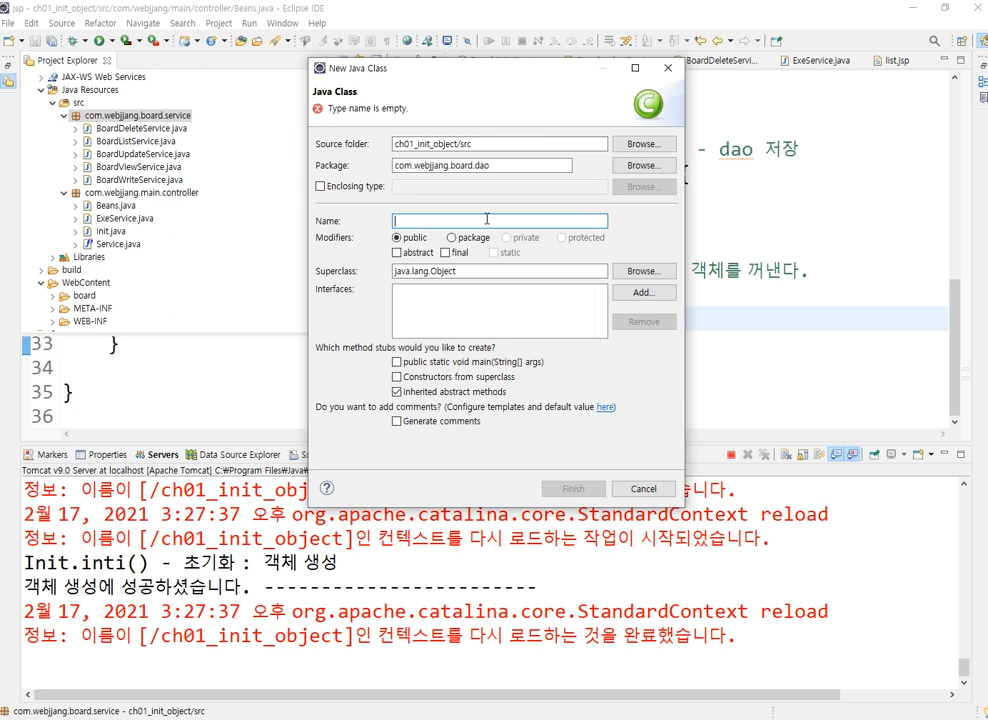 jsp - ch01_init_object/src/com/webjjang/main/controller/Beans.java - Eclipse IDE
File Edit Source Refactor Navigate Search Project Run Window Help
Project Explorer
BoardDeleteServi...
ExeService.java
list.jsp
JAX-WS Web Services
Java Resources
src
com.webjjang.board.service
BoardDeleteService.java
BoardListService.java
BoardUpdateService.java
BoardViewService.java
BoardWriteService.java
com.webjjang.main.controller
Beans.java
ExeService.java
Init.java
Service.java
Libraries
build
WebContent
board
META-INF
WEB-INF
- dao 저장
{
객체를 꺼낸다.
33 }
34
35 }
36
New Java Class
Java Class
Type name is empty.
Source folder: ch01_init_object/src Browse...
Package: com.webjjang.board.dao Browse...
Enclosing type: Browse...
Name:
Modifiers: public package private protected
abstract final static
Superclass: java.lang.Object Browse...
Interfaces: Add...
Remove
Which method stubs would you like to create?
public static void main(String[] args)
Constructors from superclass
Inherited abstract methods
Do you want to add comments? (Configure templates and default value here)
Generate comments
Finish Cancel
Markers Properties Servers Data Source Explorer S
Tomcat v9.0 Server at localhost [Apache Tomcat] C:₩Program Files₩Java₩
정보: 이름이 [/ch01_init_obj 니다.
2월 17, 2021 3:27:37 오후 org.apache.catalina.core.StandardContext reload
정보: 이름이 [/ch01_init_object]인 컨텍스트를 다시 로드하는 작업이 시작되었습니다.
Init.inti() - 초기화 : 객체 생성
객체 생성에 성공하셨습니다. -------------------------
2월 17, 2021 3:27:37 오후 org.apache.catalina.core.StandardContext reload
정보: 이름이 [/ch01_init_object]인 컨텍스트를 다시 로드하는 것을 완료했습니다.
com.webjjang.board.service - ch01_init_object/src